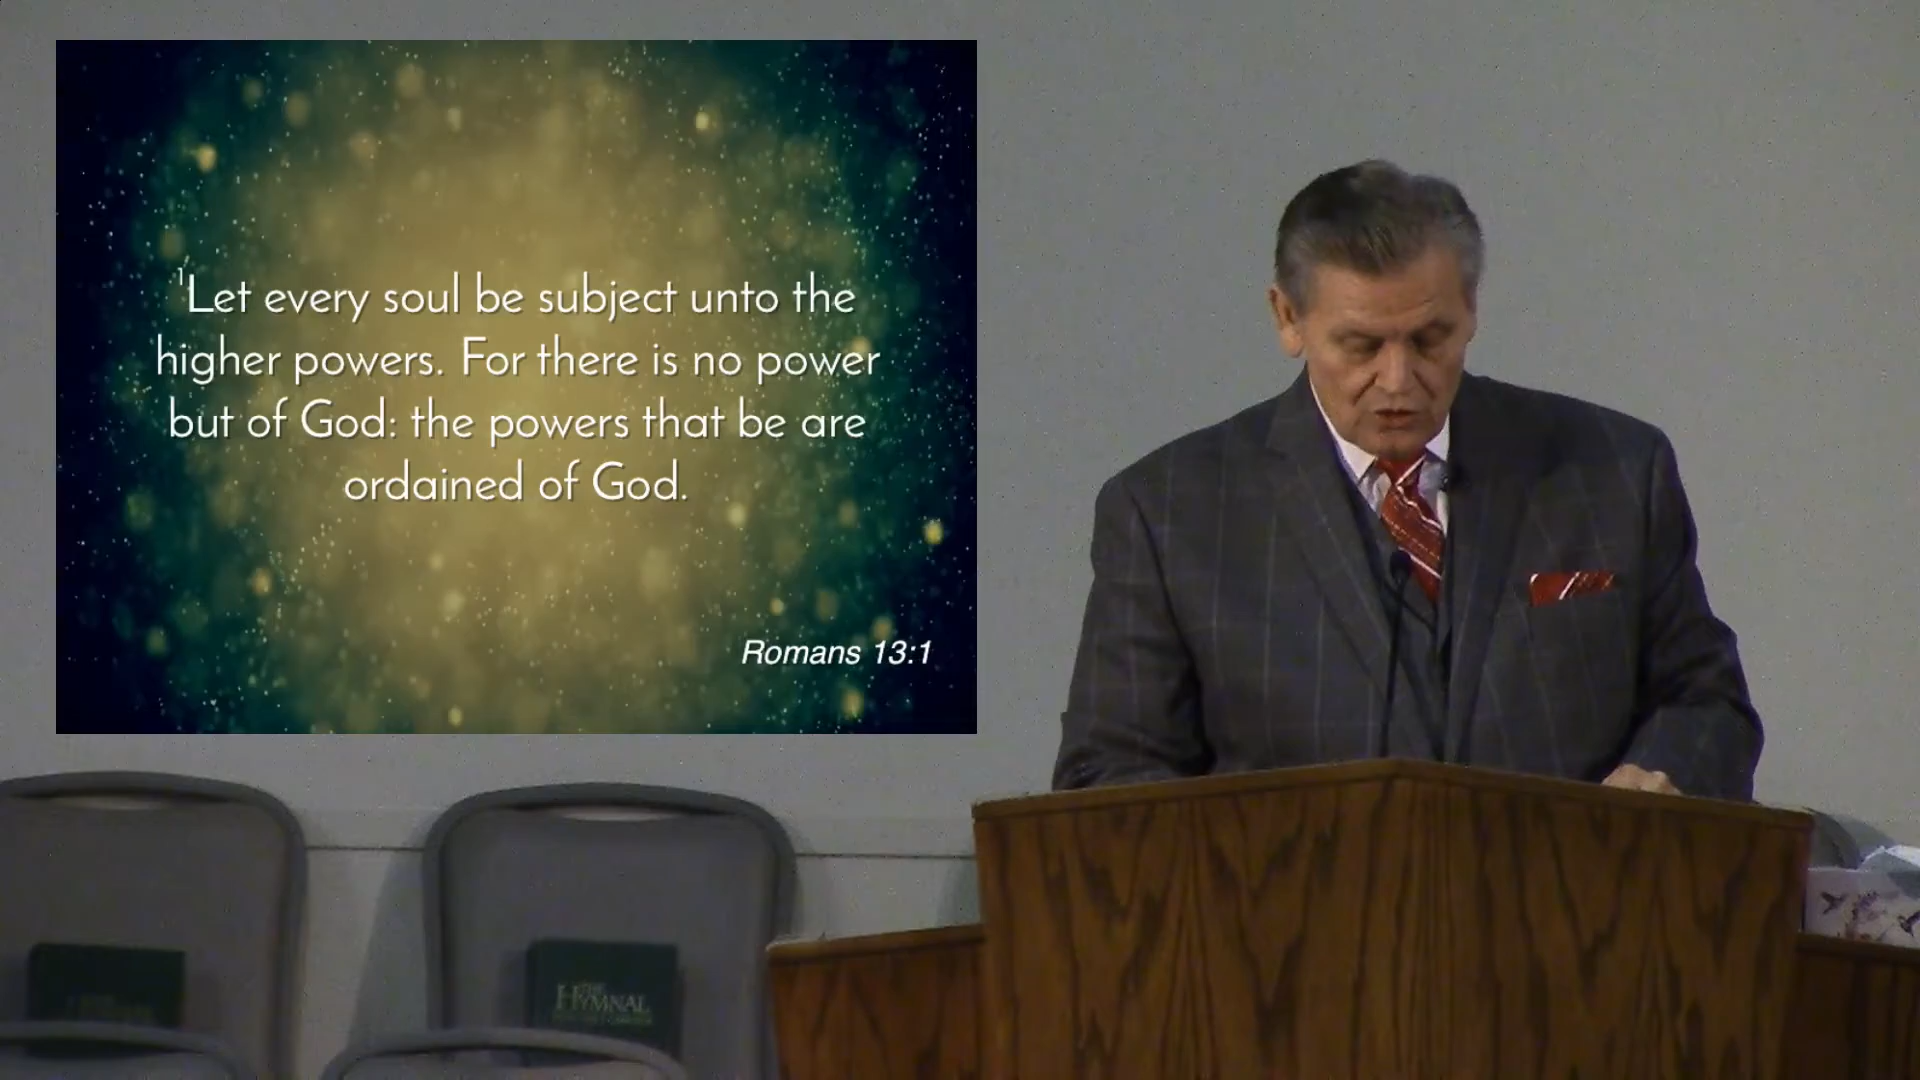 'Let every soul be subject unto the
higher powers. For there is no power
but of God: the powers that be are
ordained of God.
Romans 13:1
THE
HYMNAL